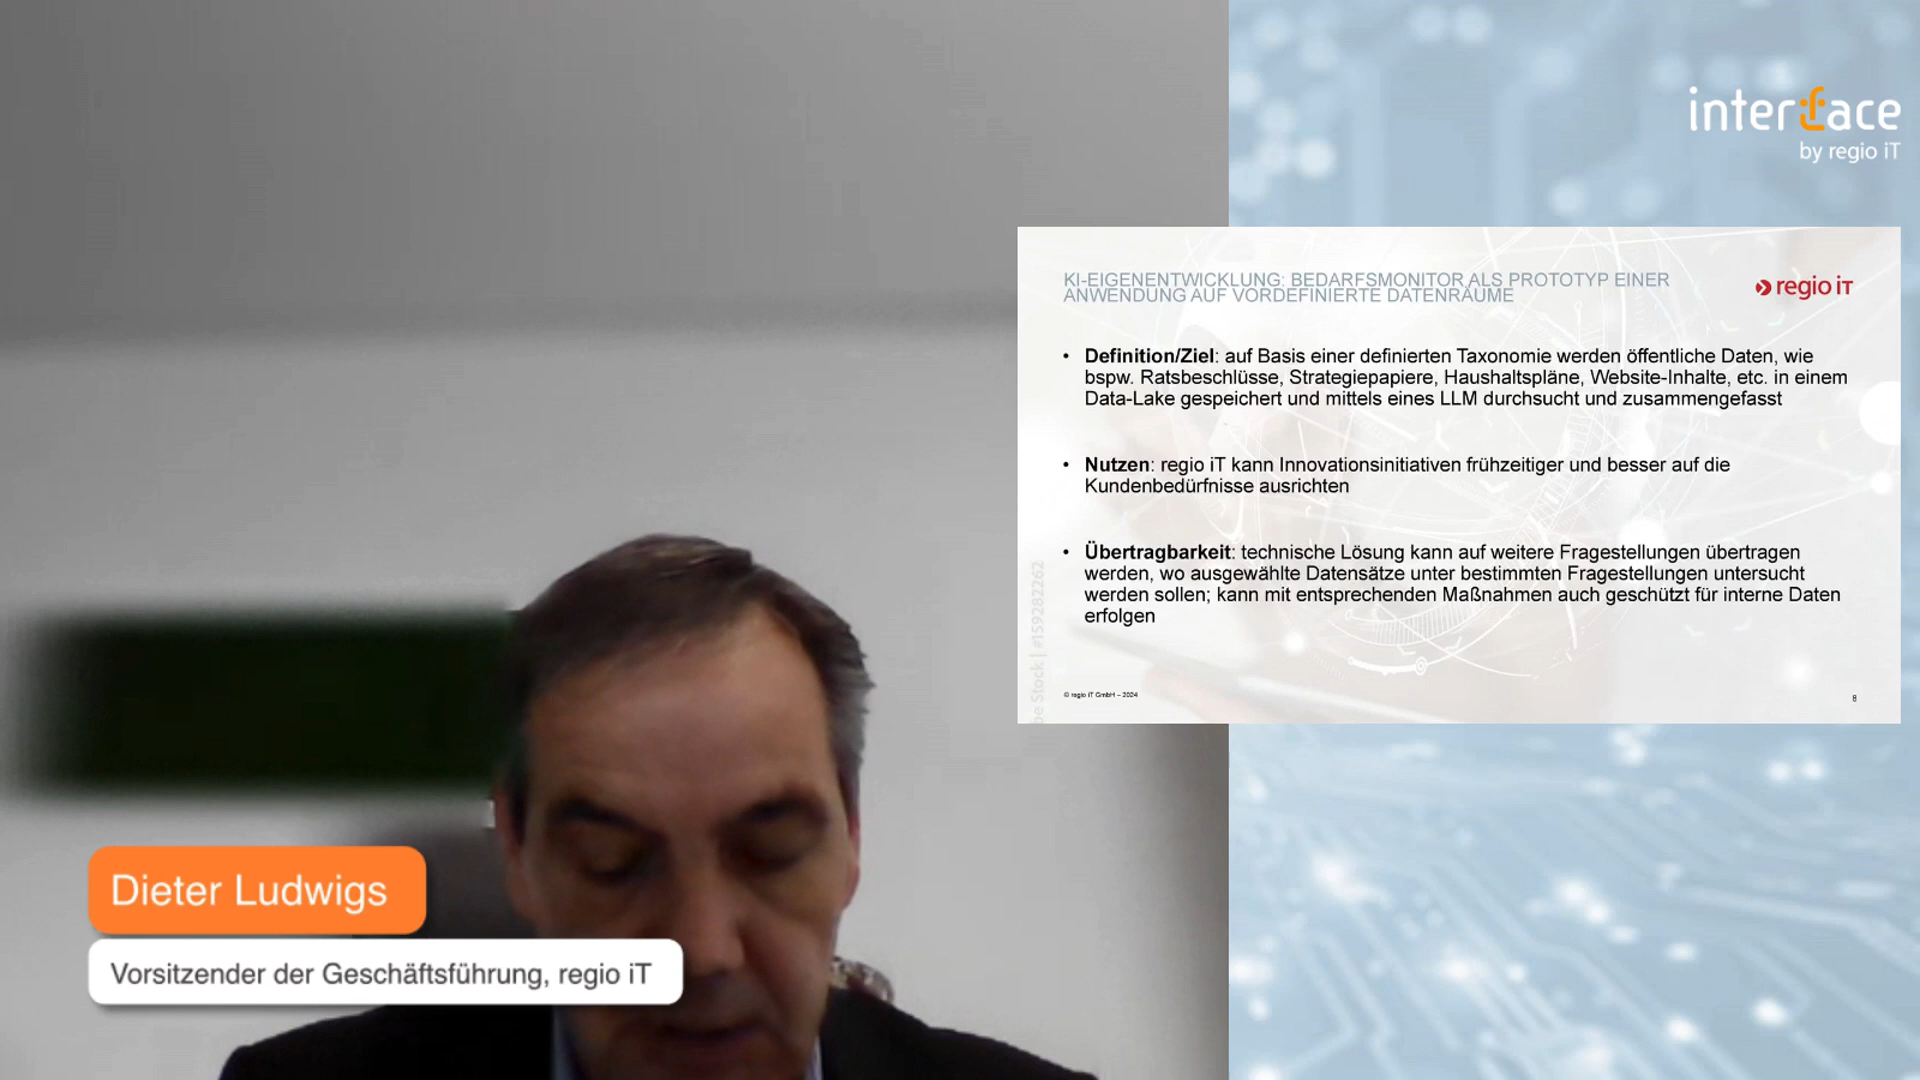 interface
by regio iT
KI-EIGENENTWICKLUNG: BEDARFSMONITOR ALS PROTOTYP EINER
ANWENDUNG AUF VORDEFINIERTE DATENRÄUME
regio iT
• Definition/Ziel: auf Basis einer definierten Taxonomie werden öffentliche Daten, wie
bspw. Ratsbeschlüsse, Strategiepapiere, Haushaltspläne, Website-Inhalte, etc. in einem
Data-Lake gespeichert und mittels eines LLM durchsucht und zusammengefasst
• Nutzen: regio iT kann Innovationsinitiativen frühzeitiger und besser auf die
Kundenbedürfnisse ausrichten
• Übertragbarkeit: technische Lösung kann auf weitere Fragestellungen übertragen
werden, wo ausgewählte Datensätze unter bestimmten Fragestellungen untersucht
werden sollen; kann mit entsprechenden Maßnahmen auch geschützt für interne Daten
erfolgen
be Stock | #159282262
© regio iT GmbH – 2024
8
Dieter Ludwigs
Vorsitzender der Geschäftsführung, regio iT